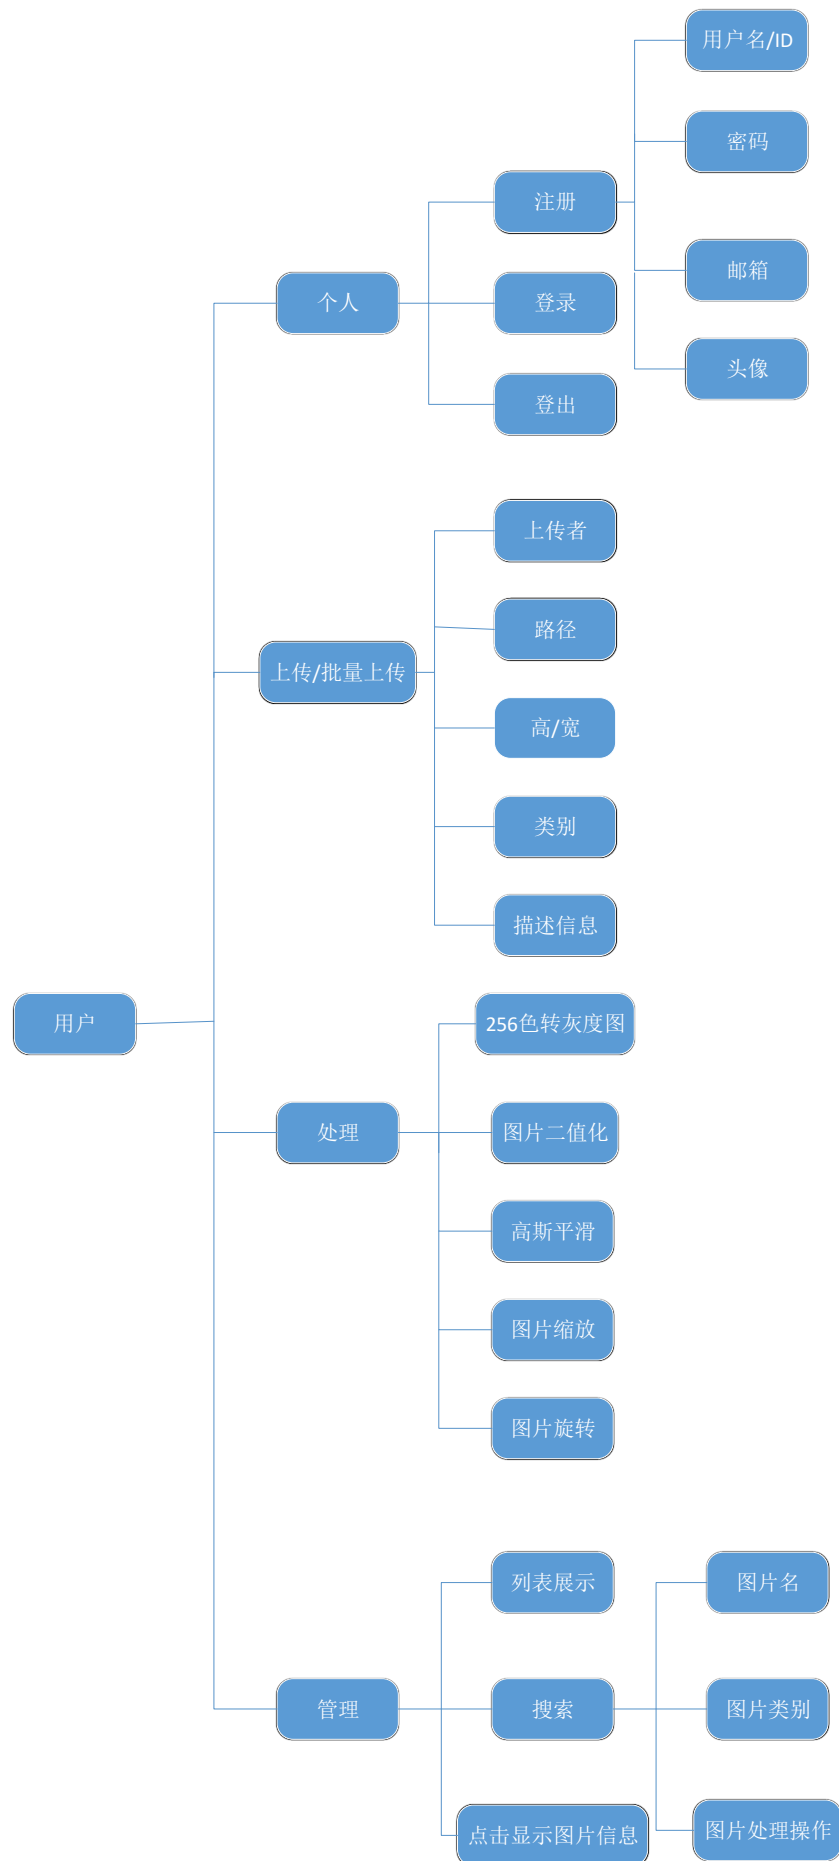 用户名/ID
密码
注册
邮箱
个人
登录
头像
登出
上传者
路径
上传/批量上传
高/宽
类别
描述信息
用户
256色转灰度图
处理
图片二值化
高斯平滑
图片缩放
图片旋转
列表展示
图片名
管理
搜索
图片类别
点击显示图片信息
图片处理操作